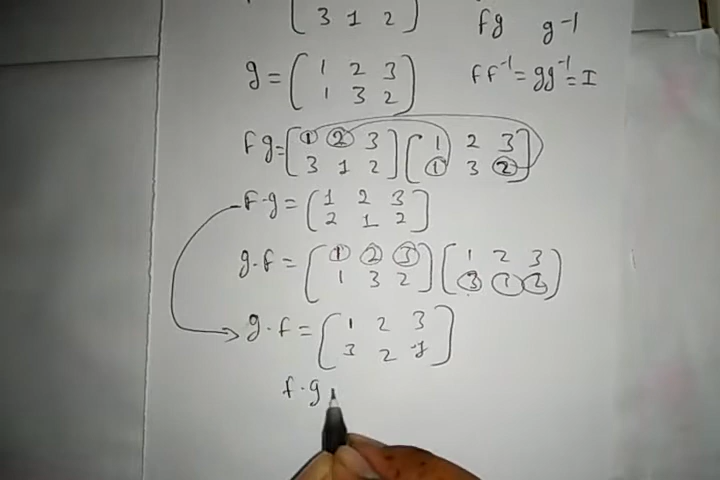 ( 3 1 2 ) fg g⁻¹
g = ( 1 2 3
1 3 2 ) ff⁻¹ = gg⁻¹ = I
fg = [ 1 2 3 ] [ 1 2 3 ]
3 1 2 1 3 2
f·g = ( 1 2 3 ]
2 1 2
g·f = ( 1 2 3 ) ( 1 2 3 )
1 3 2 3 1 2
g·f = ( 1 2 3 )
3 2 1
f·g